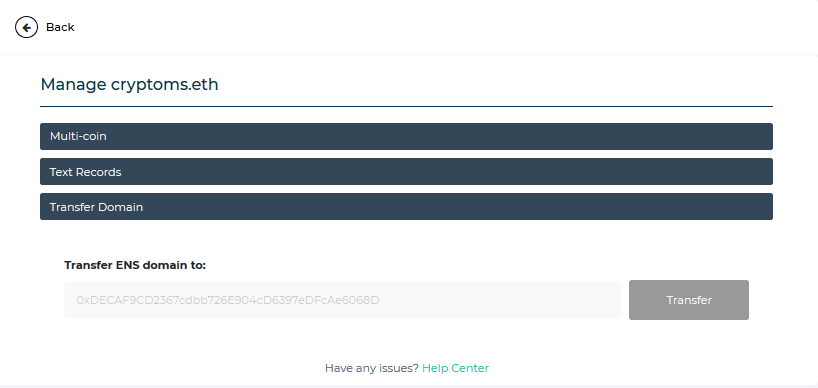 Back
Manage cryptoms.eth
Multi-coin
Text Records
Transfer Domain
Transfer ENS domain to:
0xDECAF9CD2367cdbb726E904cD6397eDFcAe6068D
Transfer
Have any issues? Help Center